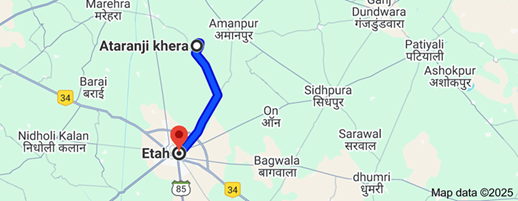 Marehra
मरेहरा
Amanpur
अमानपुर
Ganj
Dundwara
गंजडुंडवारा
Ataranji khera
Patiyali
पटियाली
Ashokpur
अशोकपुर
Barai
बराई
34
Sidhpura
सिधपुर
On
ऑन
Nidholi Kalan
निधोली कलान
Etah
Sarawal
सरवाल
Bagwala
बागवाला
dhumri
धुमरी
85
34
Map data ©2025